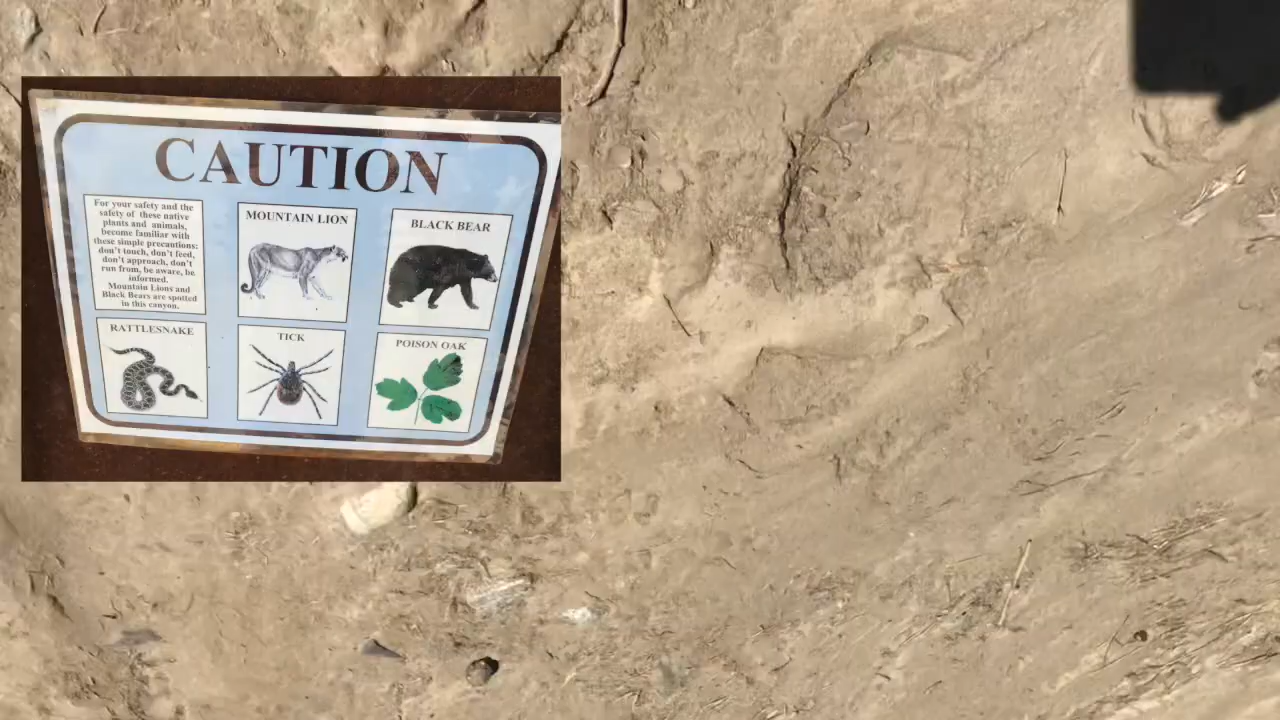 CAUTION
For your safety and the
safety of these native
plants and animals,
become familiar with
these simple precautions:
don't touch, don't feed,
don't approach, don't
run from, be aware, be
informed.
Mountain Lions and
Black Bears are spotted
in this canyon.
MOUNTAIN LION
BLACK BEAR
RATTLESNAKE
TICK
POISON OAK